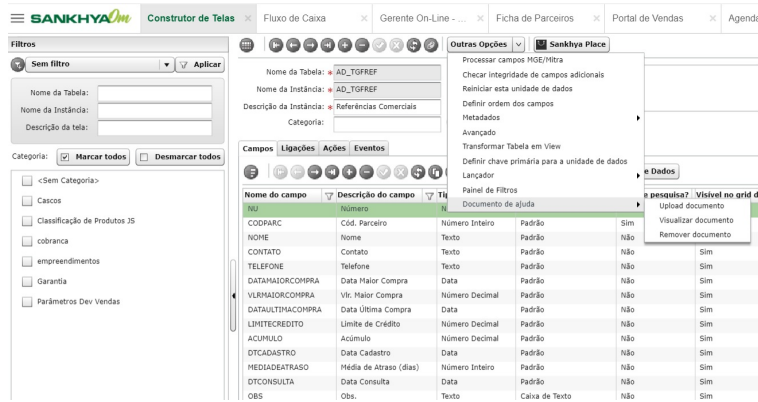 SANKHYA Om Construtor de Telas × Fluxo de Caixa × Gerente On-Line - ... × Ficha de Parceiros × Portal de Vendas × Agenda
Filtros
Sem filtro Aplicar
Nome da Tabela:
Nome da Instância:
Descrição da tela:
Categoria: Marcar todos Desmarcar todos
<Sem Categoria>
Cascos
Classificação de Produtos JS
cobranca
empreendimentos
Garantia
Parâmetros Dev Vendas
Outras Opções Sankhya Place
Nome da Tabela: * AD_TGFREF
Nome da Instância: * AD_TGFREF
Descrição da Instância: * Referências Comerciais
Categoria:
Processar campos MGE/Mitra
Checar integridade de campos adicionais
Reiniciar esta unidade de dados
Definir ordem dos campos
Metadados
Avançado
Transformar Tabela em View
Definir chave primária para a unidade de dados
Lançador
Painel de Filtros
Documento de ajuda
Upload documento
Visualizar documento
Remover documento
Campos Ligações Ações Eventos
e Dados
Nome do campo Descrição do campo Tip e pesquisa? Visível no grid d
NU Número N
CODPARC Cód. Parceiro Número Inteiro Padrão Sim
NOME Nome Texto Padrão Não
CONTATO Contato Texto Padrão Não Sim
TELEFONE Telefone Texto Padrão Não Sim
DATAMAIORCOMPRA Data Maior Compra Data Padrão Não Sim
VLRMAIORCOMPRA Vlr. Maior Compra Número Decimal Padrão Não Sim
DATAULTIMACOMPRA Data Última Compra Data Padrão Não Sim
LIMITECREDITO Limite de Crédito Número Decimal Padrão Não Sim
ACUMULO Acúmulo Número Decimal Padrão Não Sim
DTCADASTRO Data Cadastro Data Padrão Não Sim
MEDIADEATRASO Média de Atraso (dias) Número Inteiro Padrão Não Sim
DTCONSULTA Data Consulta Data Padrão Não Sim
OBS Obs. Texto Caixa de Texto Não Sim